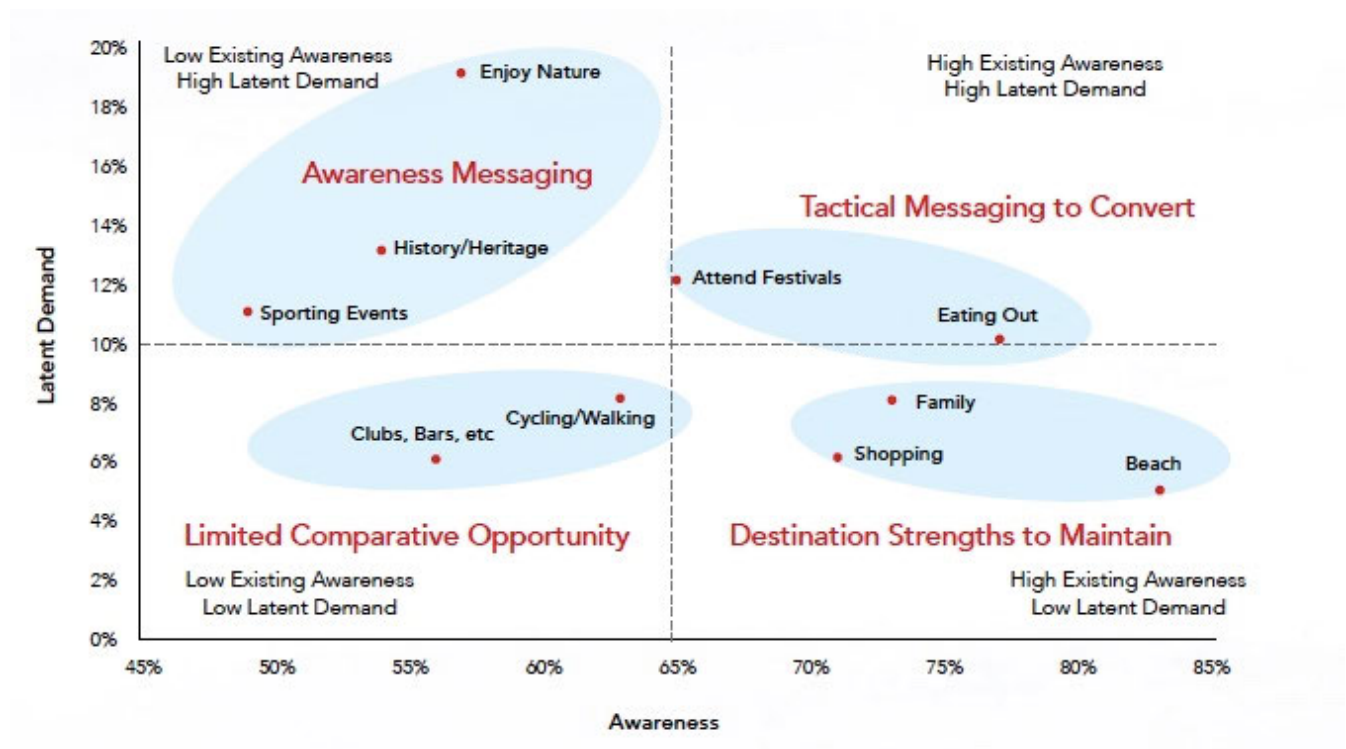 20%
18%
16%
14%
12%
10%
8%
6%
4%
2%
0%
Latent Demand
Low Existing Awareness
High Latent Demand
Enjoy Nature
Awareness Messaging
History/Heritage
Sporting Events
High Existing Awareness
High Latent Demand
Tactical Messaging to Convert
Attend Festivals
Eating Out
Cycling/Walking
Clubs, Bars, etc
Limited Comparative Opportunity
Low Existing Awareness
Low Latent Demand
Family
Shopping
Beach
Destination Strengths to Maintain
High Existing Awareness
Low Latent Demand
45% 50% 55% 60% 65% 70% 75% 80% 85%
Awareness